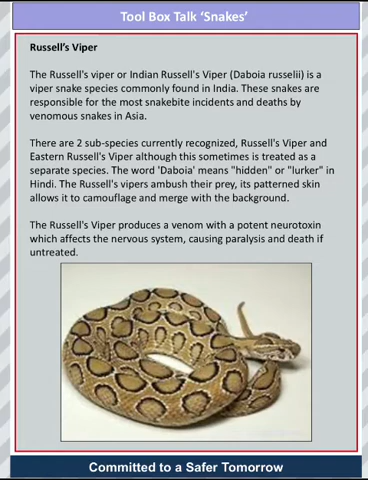 Tool Box Talk ‘Snakes’
Russell’s Viper
The Russell's viper or Indian Russell's Viper (Daboia russelii) is a
viper snake species commonly found in India. These snakes are
responsible for the most snakebite incidents and deaths by
venomous snakes in Asia.
There are 2 sub-species currently recognized, Russell's Viper and
Eastern Russell's Viper although this sometimes is treated as a
separate species. The word 'Daboia' means "hidden" or "lurker" in
Hindi. The Russell's vipers ambush their prey, its patterned skin
allows it to camouflage and merge with the background.
The Russell's Viper produces a venom with a potent neurotoxin
which affects the nervous system, causing paralysis and death if
untreated.
Committed to a Safer Tomorrow